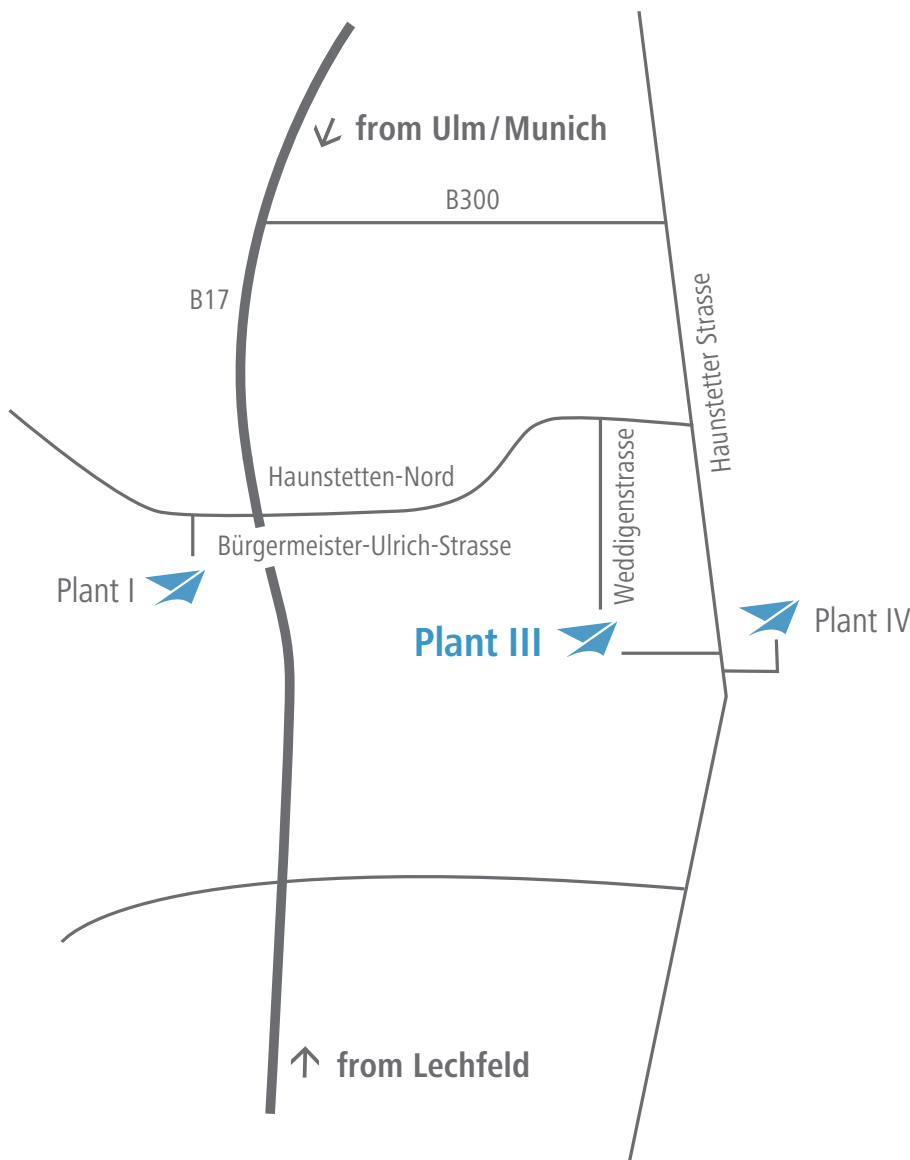 from Ulm/Munich
B300
B17
Haunstetter Strasse
Haunstetten-Nord
Weddigenstrasse
Bürgermeister-Ulrich-Strasse
Plant I
Plant III
Plant IV
from Lechfeld